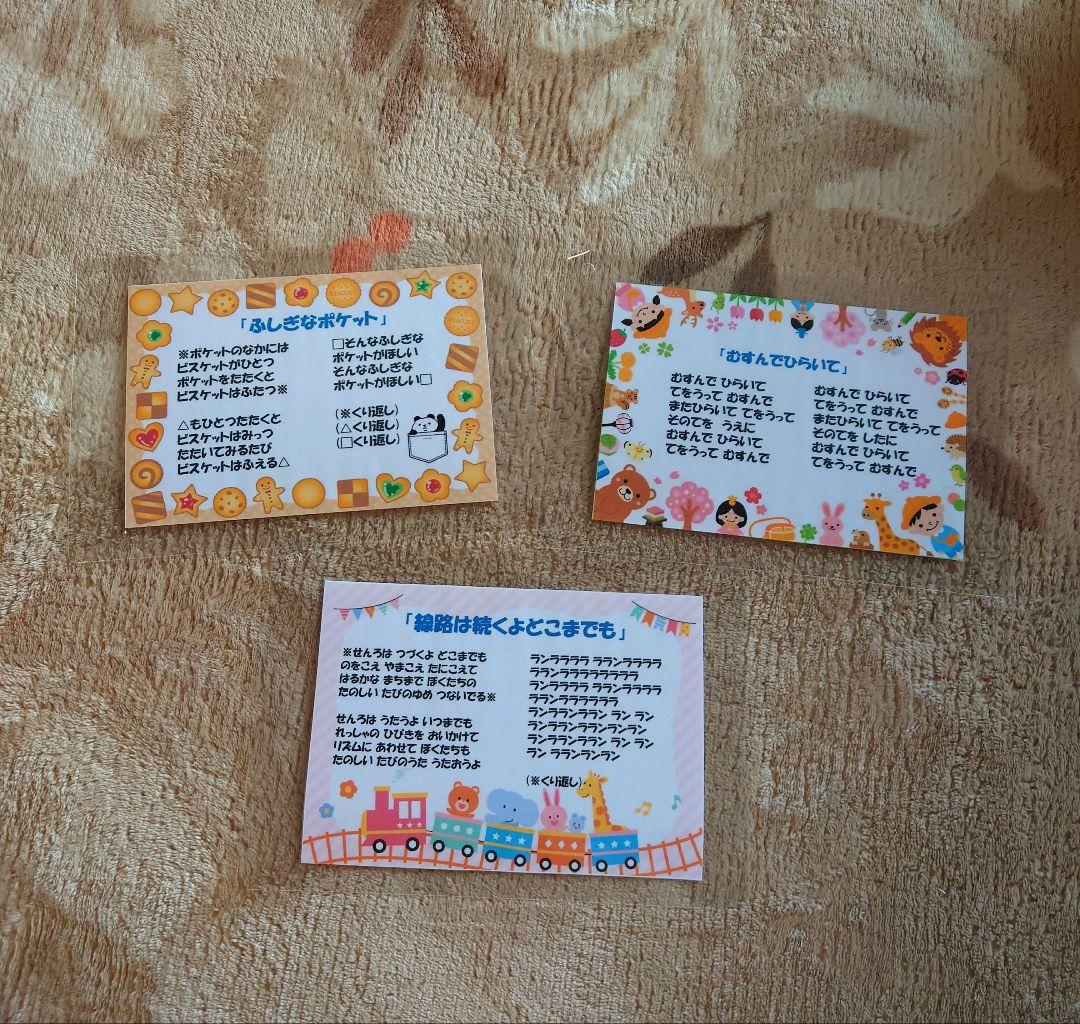 「ふしぎなポケット」
※ポケットのなかには
ビスケットがひとつ
ポケットをたたくと
ビスケットはふたつ※
△もひとつたたくと
ビスケットはみっつ
たたいてみるたび
ビスケットはふえる△
□そんなふしぎな
ポケットがほしい
そんなふしぎな
ポケットがほしい□
(※くり返し)
(△くり返し)
(□くり返し)
「むすんでひらいて」
むすんで ひらいて
てをうって むすんで
またひらいて てをうって
そのてを うえに
むすんで ひらいて
てをうって むすんで
むすんで ひらいて
てをうって むすんで
またひらいて てをうって
そのてを したに
むすんで ひらいて
てをうって むすんで
「線路は続くよどこまでも」
※せんろは つづくよ どこまでも
のをこえ やまこえ たにこえて
はるかな まちまで ぼくたちの
たのしい たびのゆめ つないでる※
せんろは うたうよ いつまでも
れっしゃの ひびきを おいかけて
リズムに あわせて ぼくたちも
たのしい たびのうた うたおうよ
ランララララ ララランララララ
ララランラララララララ
ランララララ ララランララララ
ララランララララララ
ランララランララン ラン ラン
ランララランランランラン
ランララランララン ラン ラン
ラン ララランランラン
(※くり返し)